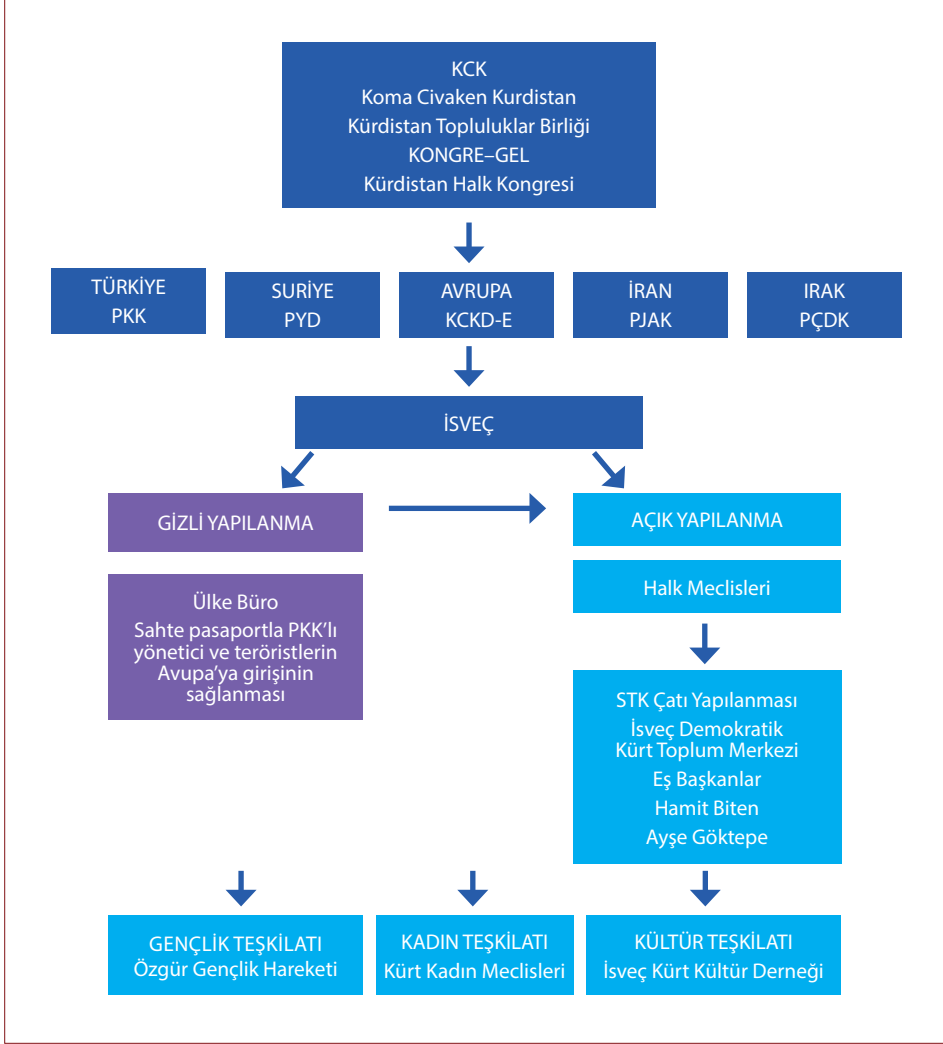 KCK
Koma Civaken Kurdistan
Kürdistan Topluluklar Birliği
KONGRE–GEL
Kürdistan Halk Kongresi
TÜRKİYE
PKK
SURİYE
PYD
AVRUPA
KCKD-E
İRAN
PJAK
IRAK
PÇDK
İSVEÇ
GİZLİ YAPILANMA
Ülke Büro
Sahte pasaportla PKK’lı
yönetici ve teröristlerin
Avupa’ya girişinin
sağlanması
AÇIK YAPILANMA
Halk Meclisleri
STK Çatı Yapılanması
İsveç Demokratik
Kürt Toplum Merkezi
Eş Başkanlar
Hamit Biten
Ayşe Göktepe
GENÇLİK TEŞKİLATI
Özgür Gençlik Hareketi
KADIN TEŞKİLATI
Kürt Kadın Meclisleri
KÜLTÜR TEŞKİLATI
İsveç Kürt Kültür Derneği